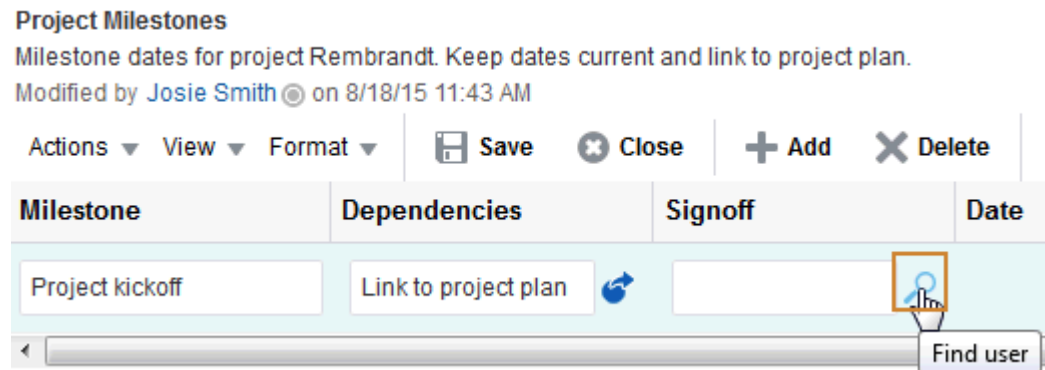 Project Milestones
Milestone dates for project Rembrandt. Keep dates current and link to project plan.
Modified by Josie Smith on 8/18/15 11:43 AM
Actions View Format Save Close Add Delete
Milestone Dependencies Signoff Date
Project kickoff Link to project plan
Find user